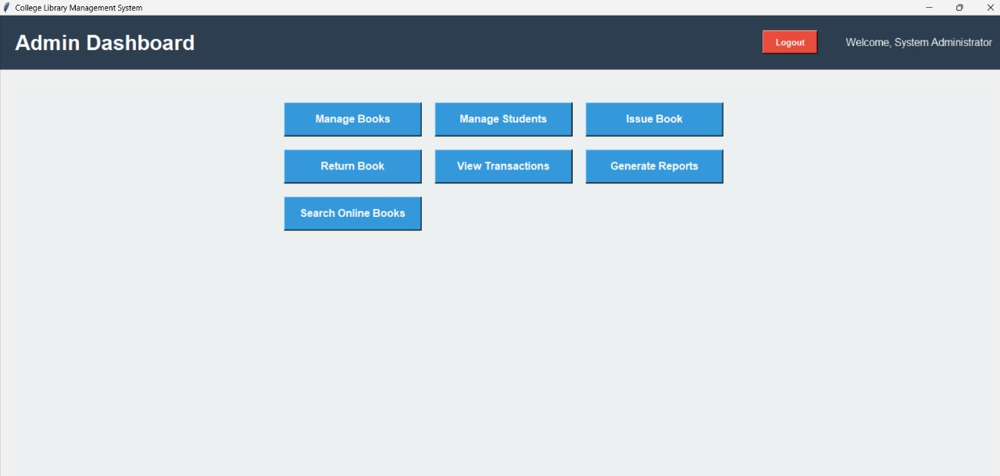 College Library Management System
Admin Dashboard
Logout
Welcome, System Administrator
Manage Books
Manage Students
Issue Book
Return Book
View Transactions
Generate Reports
Search Online Books